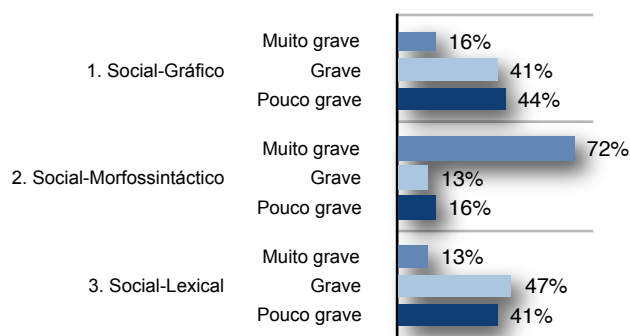 Muito grave 16%
1. Social-Gráfico Grave 41%
Pouco grave 44%
Muito grave 72%
2. Social-Morfossintáctico Grave 13%
Pouco grave 16%
Muito grave 13%
3. Social-Lexical Grave 47%
Pouco grave 41%